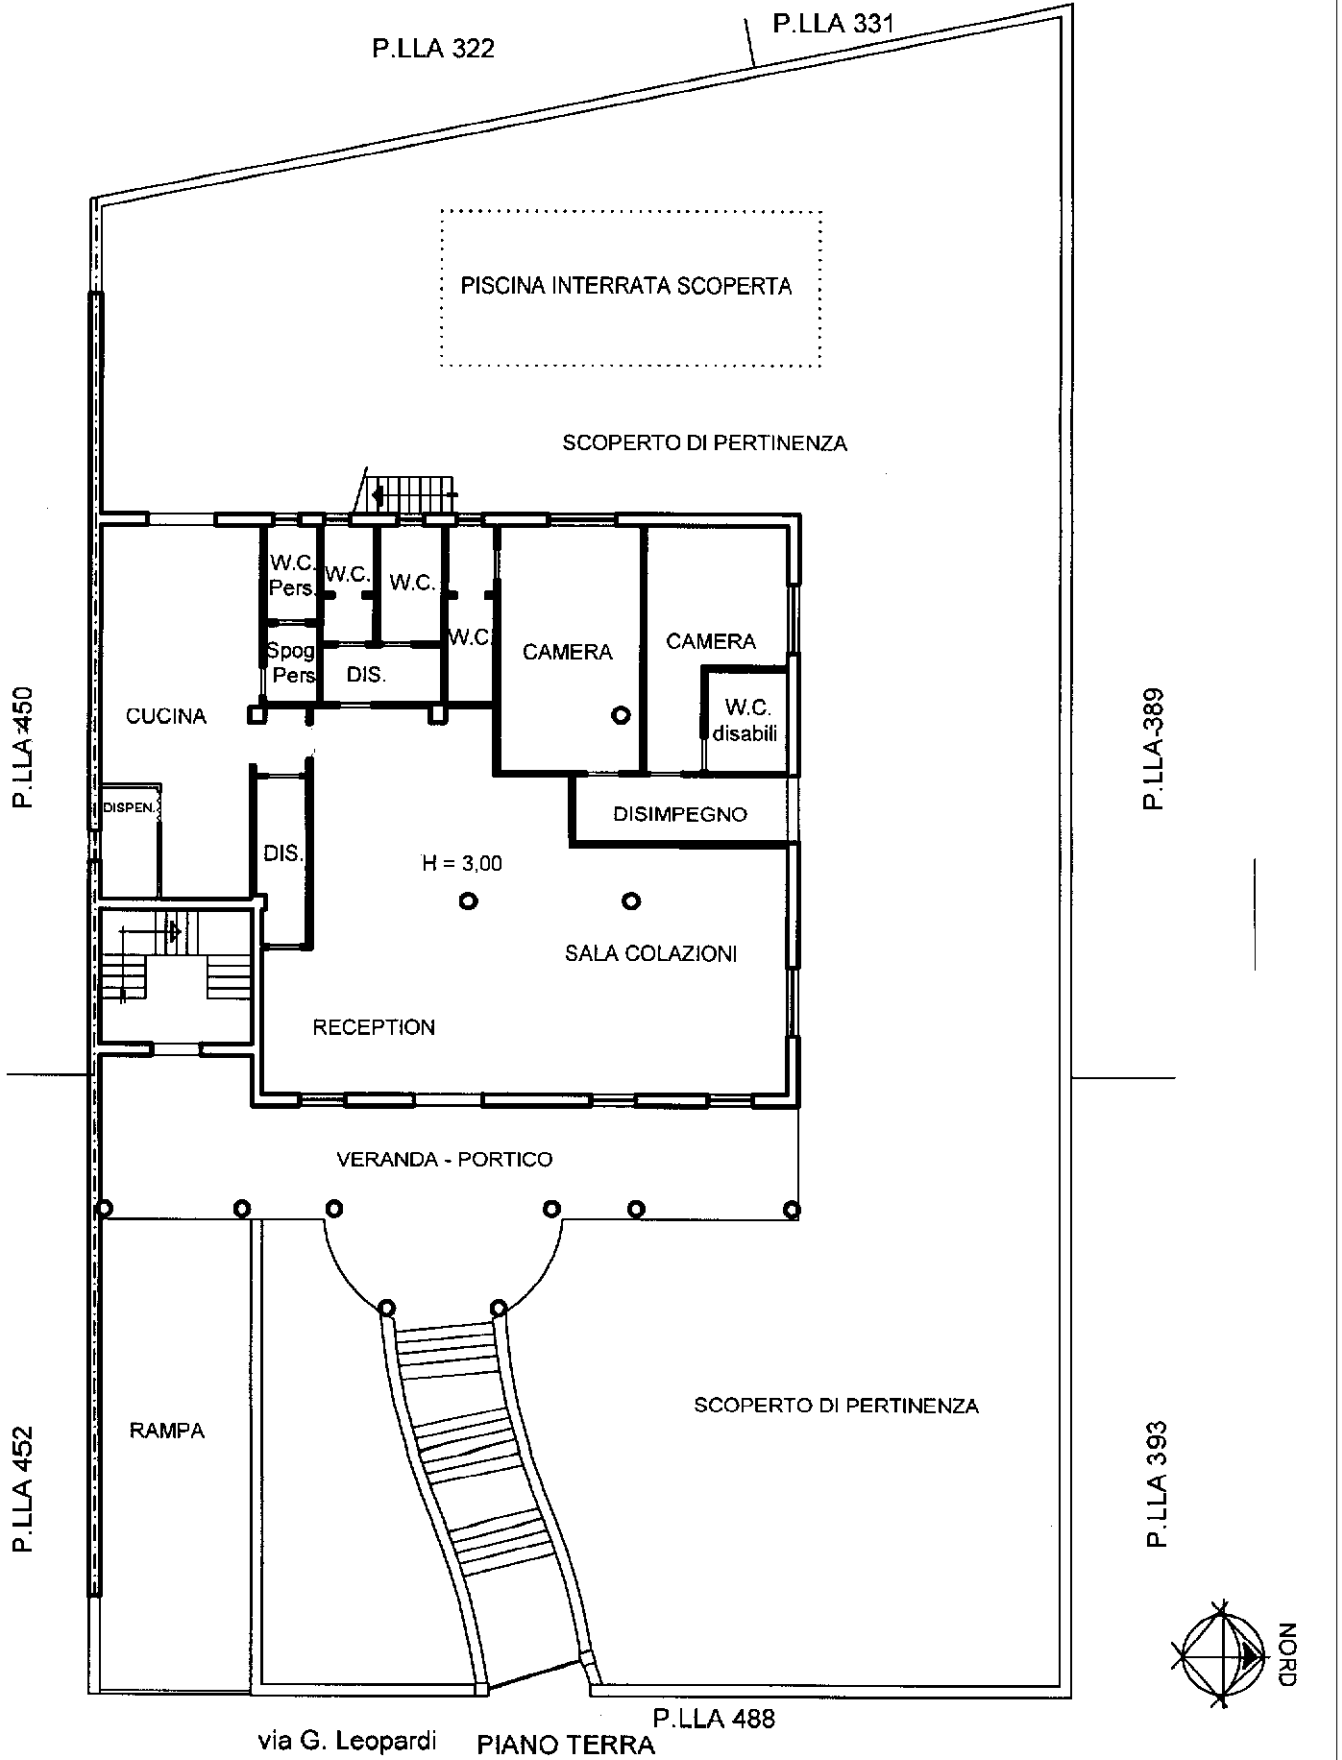 P.LLA 331
P.LLA 322
PISCINA INTERRATA SCOPERTA
SCOPERTO DI PERTINENZA
W.C.
Pers.
W.C.
W.C.
W.C.
Spog
Pers
DIS.
CAMERA
CAMERA
W.C.
disabili
CUCINA
P.LLA 450
P.LLA 389
DISPEN.
DISIMPEGNO
DIS.
H = 3,00
SALA COLAZIONI
RECEPTION
VERANDA - PORTICO
SCOPERTO DI PERTINENZA
RAMPA
P.LLA 452
P.LLA 393
NORD
P.LLA 488
via G. Leopardi
PIANO TERRA